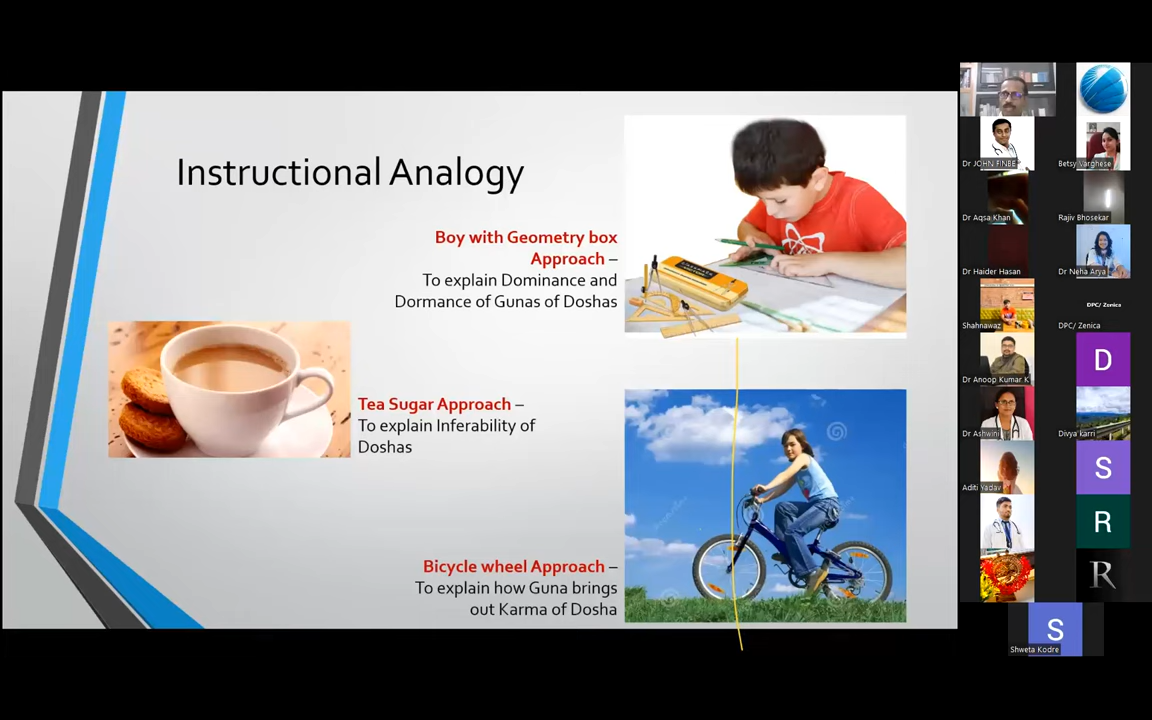 Instructional Analogy
Boy with Geometry box
Approach –
To explain Dominance and
Dormance of Gunas of Doshas
Tea Sugar Approach –
To explain Inferability of
Doshas
Bicycle wheel Approach –
To explain how Guna brings
out Karma of Dosha
Dr JOHN FINBE
Betsy Varghese
Dr Aqsa Khan
Rajiv Bhosekar
Dr Haider Hasan
Dr Neha Arya
DPC/ Zenica
Shahnawaz
DPC/ Zenica
D
Dr Anoop Kumar K
Dr Ashwini
Divya karri
S
Aditi Yadav
R
R
S
Shweta Kodre